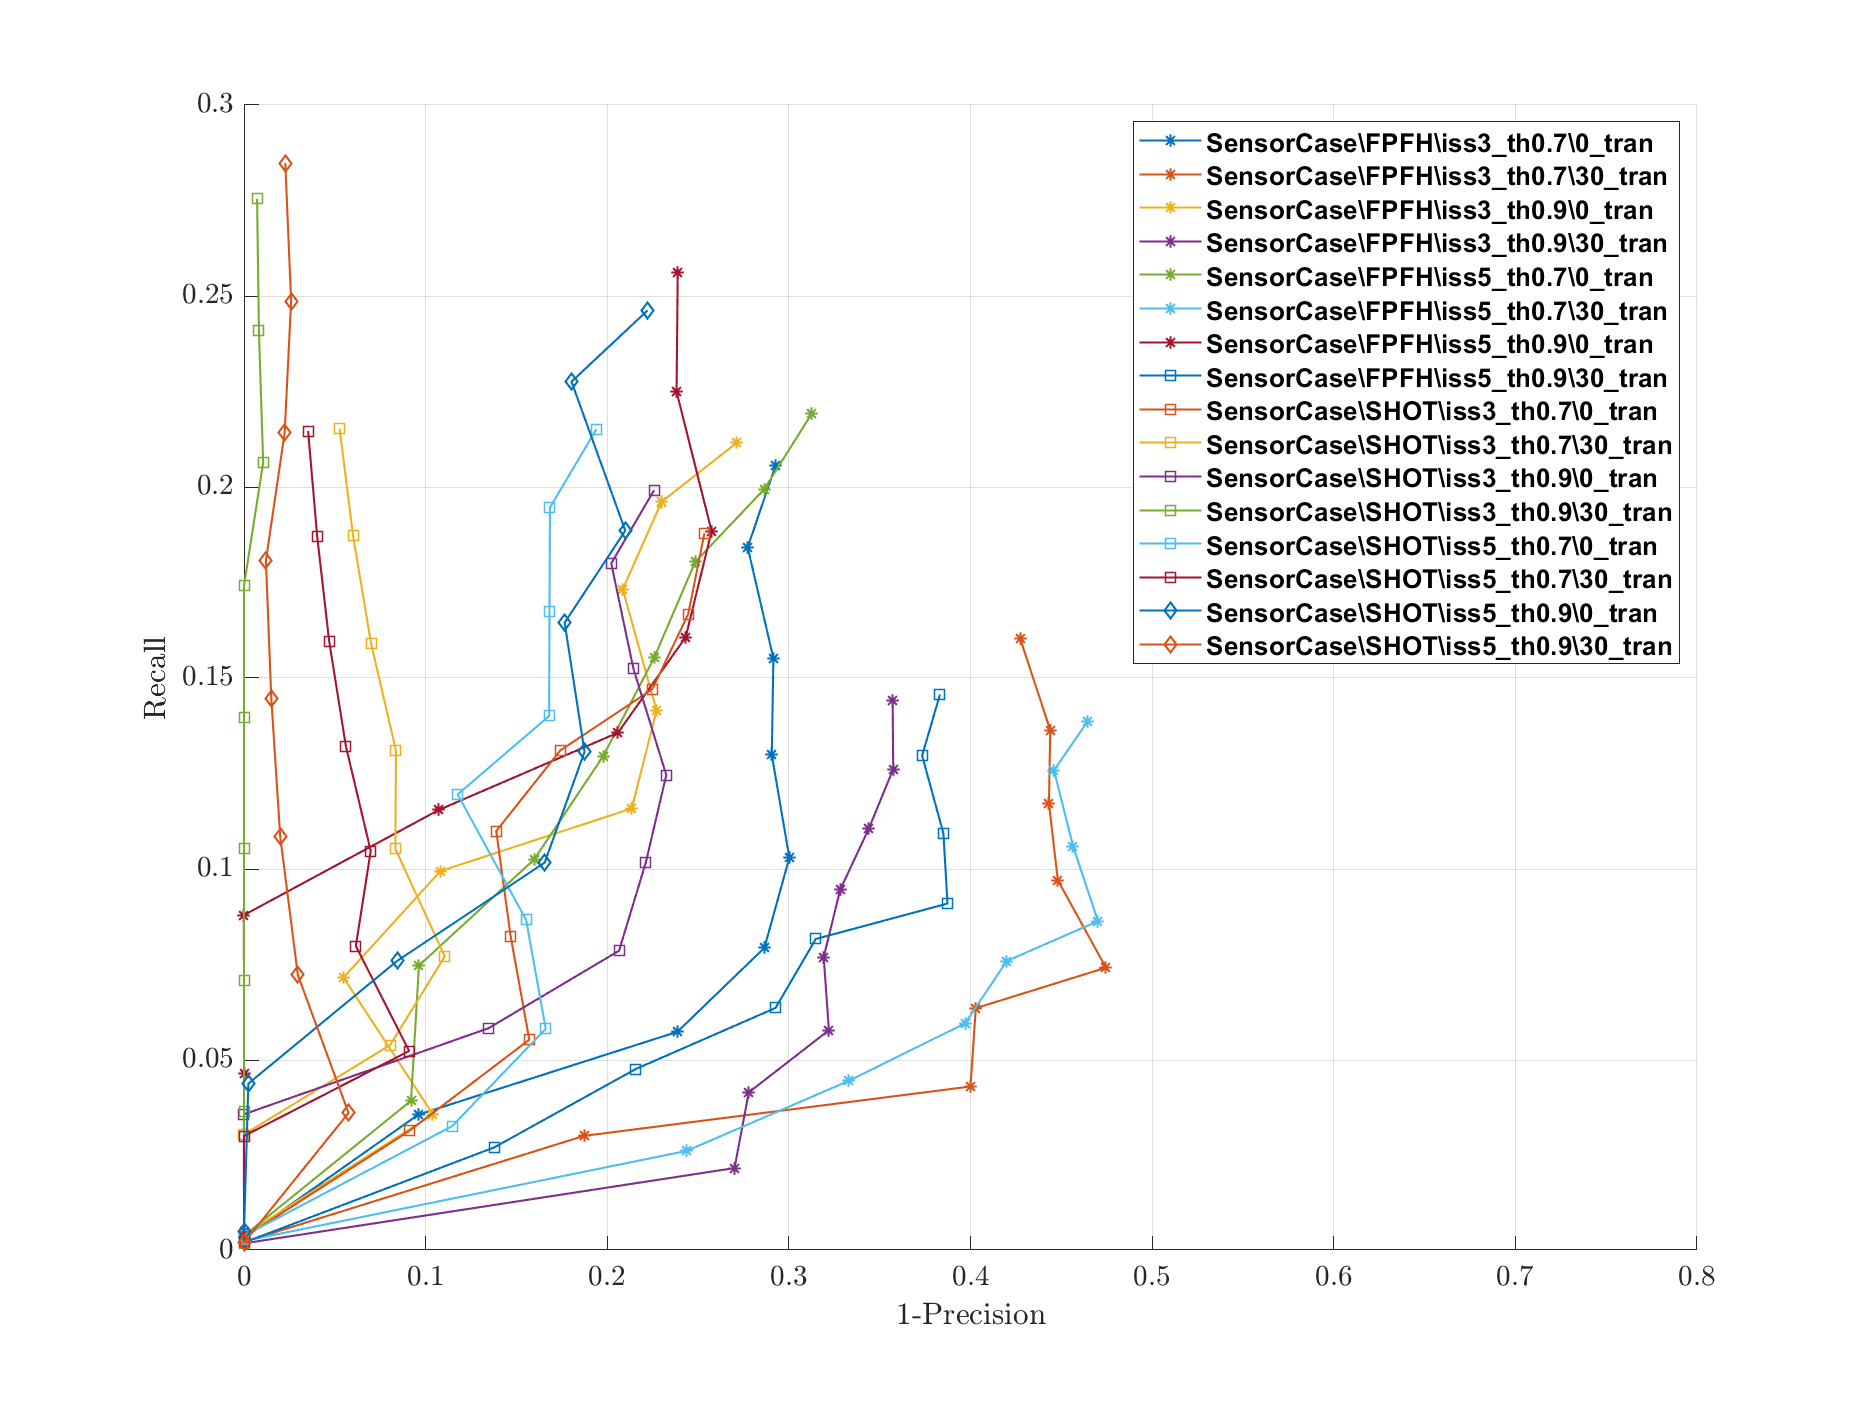 0.3
0.25
0.2
0.15
0.1
0.05
0
Recall
0 0.1 0.2 0.3 0.4 0.5 0.6 0.7 0.8
1-Precision
SensorCase\FPFH\iss3_th0.7\0_tran
SensorCase\FPFH\iss3_th0.7\30_tran
SensorCase\FPFH\iss3_th0.9\0_tran
SensorCase\FPFH\iss3_th0.9\30_tran
SensorCase\FPFH\iss5_th0.7\0_tran
SensorCase\FPFH\iss5_th0.7\30_tran
SensorCase\FPFH\iss5_th0.9\0_tran
SensorCase\FPFH\iss5_th0.9\30_tran
SensorCase\SHOT\iss3_th0.7\0_tran
SensorCase\SHOT\iss3_th0.7\30_tran
SensorCase\SHOT\iss3_th0.9\0_tran
SensorCase\SHOT\iss3_th0.9\30_tran
SensorCase\SHOT\iss5_th0.7\0_tran
SensorCase\SHOT\iss5_th0.7\30_tran
SensorCase\SHOT\iss5_th0.9\0_tran
SensorCase\SHOT\iss5_th0.9\30_tran